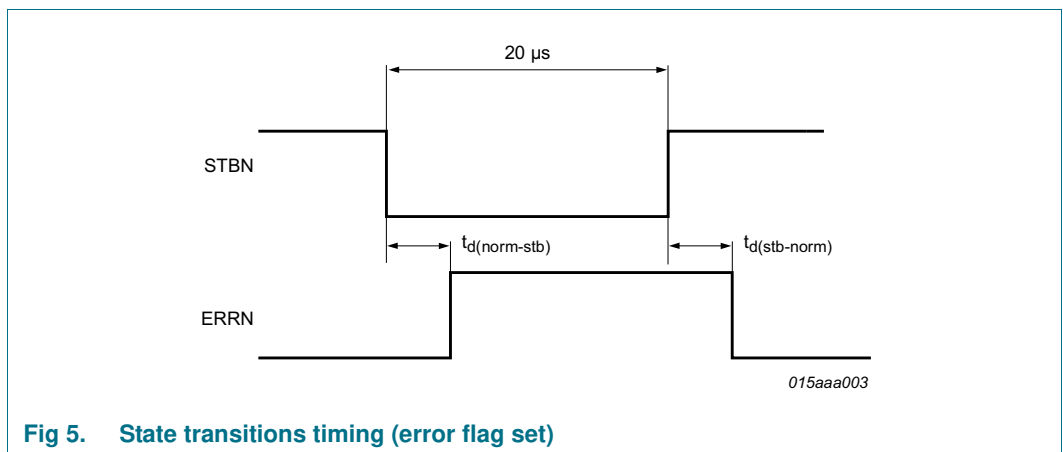 20 µs
STBN
td(norm-stb)
td(stb-norm)
ERRN
015aaa003
Fig 5. State transitions timing (error flag set)